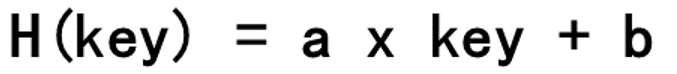 H(key) = a x key + b